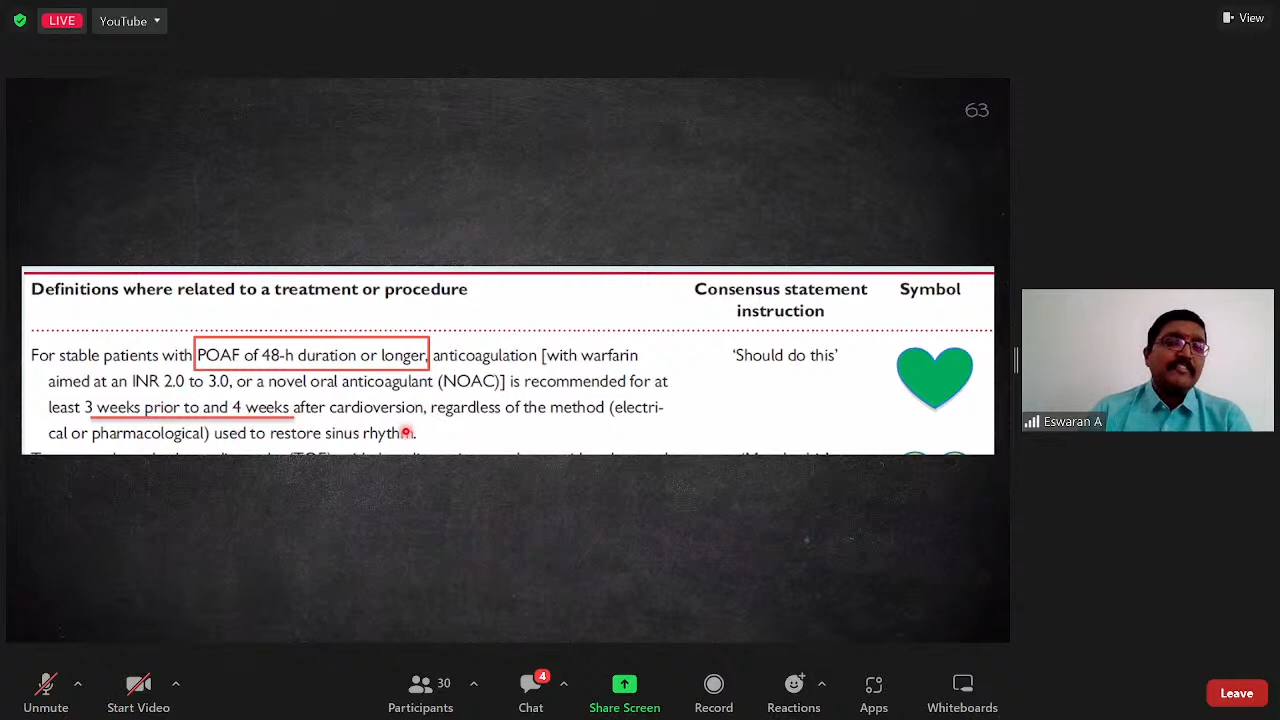 LIVE
YouTube
View
63
Definitions where related to a treatment or procedure
Consensus statement
instruction
Symbol
For stable patients with POAF of 48-h duration or longer, anticoagulation [with warfarin
aimed at an INR 2.0 to 3.0, or a novel oral anticoagulant (NOAC)] is recommended for at
least 3 weeks prior to and 4 weeks after cardioversion, regardless of the method (electri-
cal or pharmacological) used to restore sinus rhythm.
‘Should do this’
Eswaran A
Unmute
Start Video
30
Participants
4
Chat
Share Screen
Record
Reactions
Apps
Whiteboards
Leave